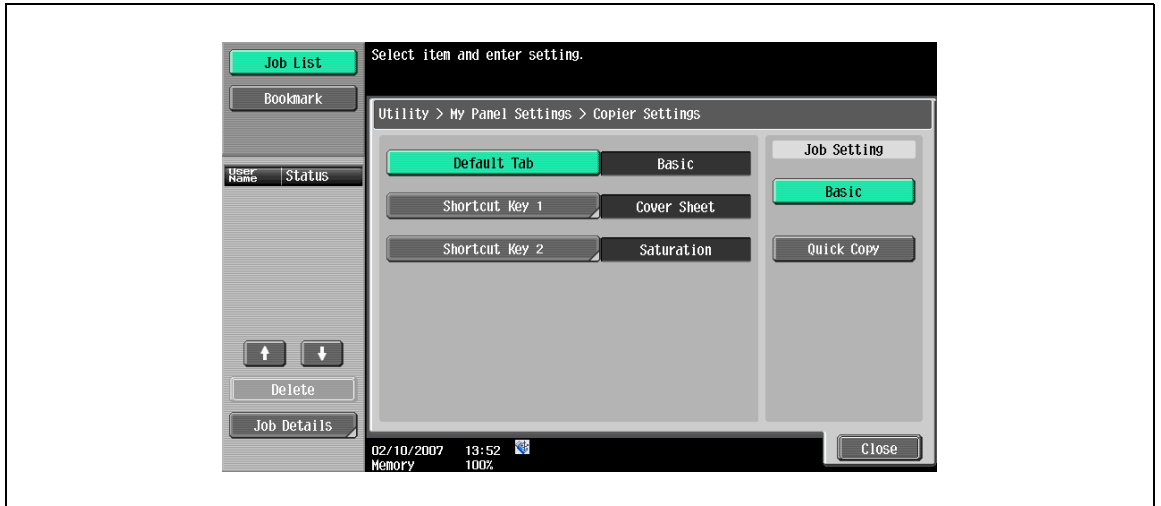 Job List
Bookmark
User Name Status
Delete
Job Details
Select item and enter setting.
Utility > My Panel Settings > Copier Settings
Default Tab Basic
Shortcut Key 1 Cover Sheet
Shortcut Key 2 Saturation
Job Setting
Basic
Quick Copy
02/10/2007 13:52
Memory 100%
Close